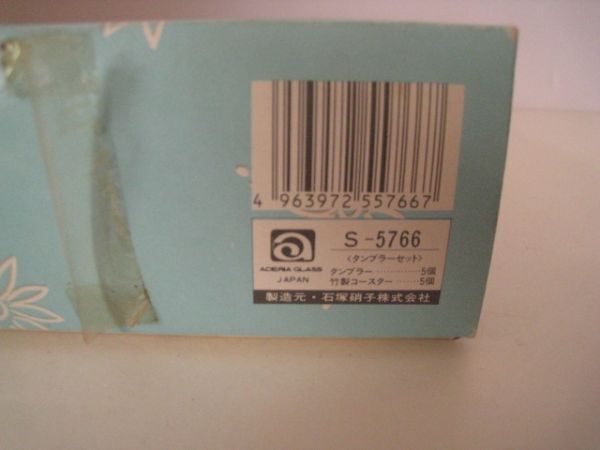 4 963972 557667
S-5766
〈タンブラーセット〉
ADERIA GLASS
JAPAN
タンブラー…………5個
竹製コースター……5個
製造元・石塚硝子株式会社